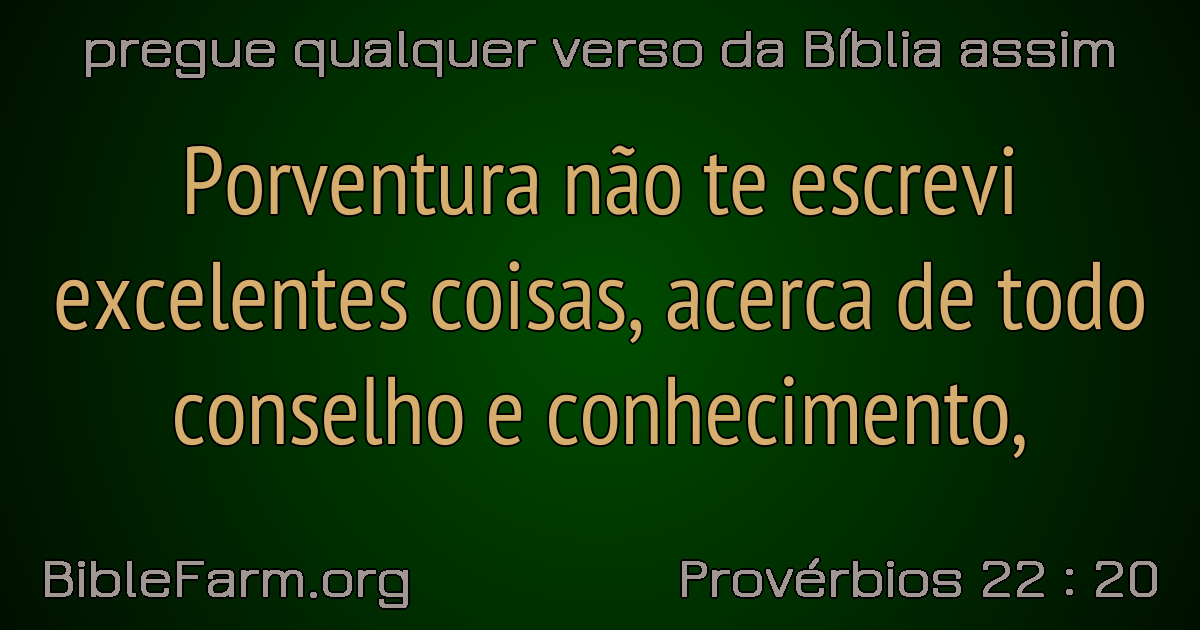 pregue qualquer verso da Bíblia assim
Porventura não te escrevi
excelentes coisas, acerca de todo
conselho e conhecimento,
BibleFarm.org
Provérbios 22 : 20